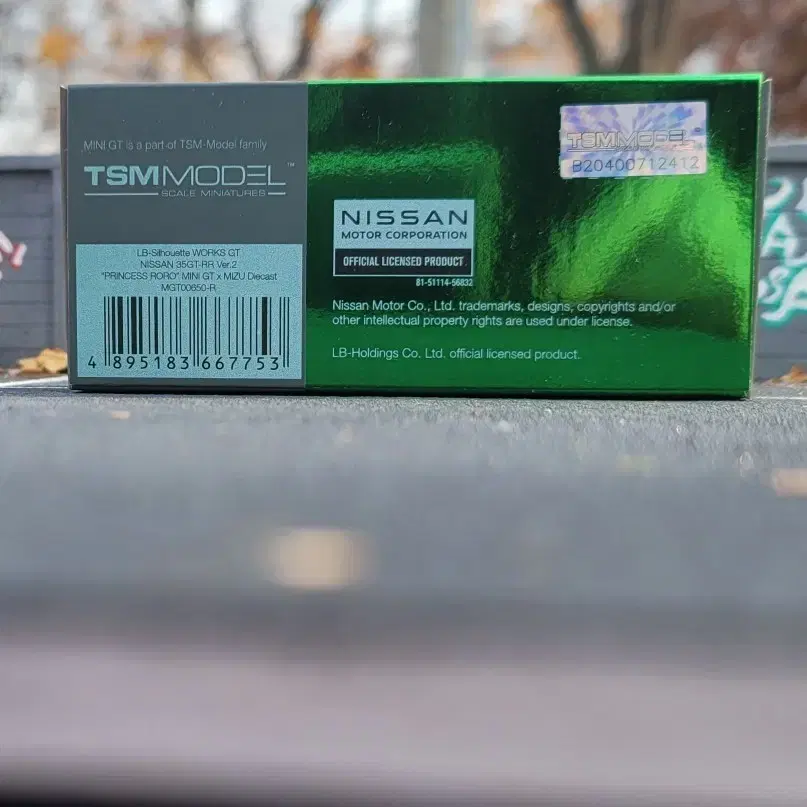 MINI GT is a part of TSM-Model family
TSMMODEL™
SCALE MINIATURES
LB-Silhouette WORKS GT
NISSAN 35GT-RR Ver.2
"PRINCESS RORO" MINI GT x MIZU Diecast
MGT00650-R
4 895183 667753
NISSAN
MOTOR CORPORATION
OFFICIAL LICENSED PRODUCT
81-51114-56832
Nissan Motor Co., Ltd. trademarks, designs, copyrights and/or
other intellectual property rights are used under license.
LB-Holdings Co. Ltd. official licensed product.
TSMMODEL
B20400712412